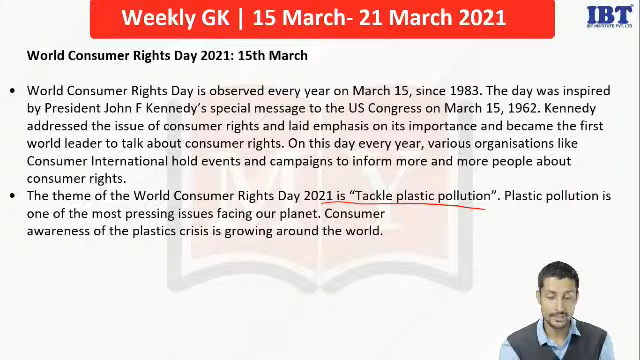 Weekly GK | 15 March- 21 March 2021
IBT
IBT INSTITUTE PVT LTD.
World Consumer Rights Day 2021: 15th March
• World Consumer Rights Day is observed every year on March 15, since 1983. The day was inspired
by President John F Kennedy's special message to the US Congress on March 15, 1962. Kennedy
addressed the issue of consumer rights and laid emphasis on its importance and became the first
world leader to talk about consumer rights. On this day every year, various organisations like
Consumer International hold events and campaigns to inform more and more people about
consumer rights.
• The theme of the World Consumer Rights Day 2021 is "Tackle plastic pollution". Plastic pollution is
one of the most pressing issues facing our planet. Consumer
awareness of the plastics crisis is growing around the world.